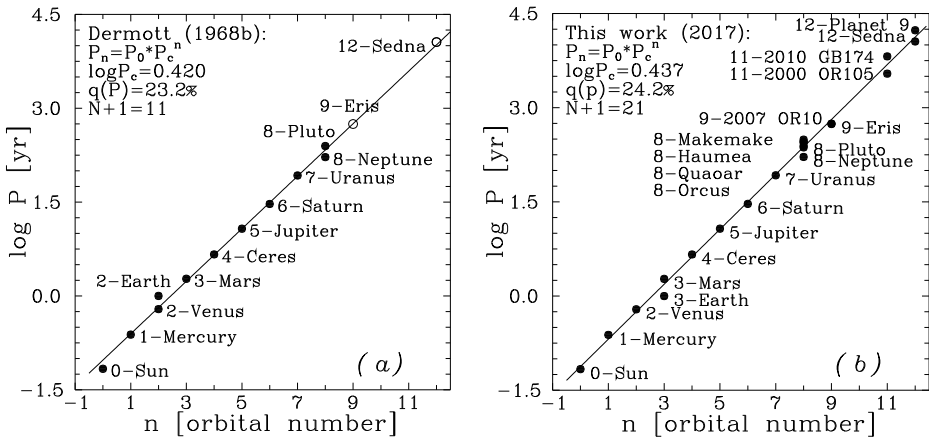 Dermott (1968b):
P_n=P_0*P_c^n
logP_c=0.420
q(P)=23.2%
N+1=11
12-Sedna
9-Eris
8-Pluto
8-Neptune
7-Uranus
6-Saturn
5-Jupiter
4-Ceres
2-Earth
3-Mars
2-Venus
1-Mercury
0-Sun
(a)
log P [yr]
4.5
3.0
1.5
0.0
-1.5
-1 1 3 5 7 9 11
n [orbital number]
This work (2017):
P_n=P_0*P_c^n
logP_c=0.437
q(p)=24.2%
N+1=21
12-Planet 9
12-Sedna
11-2010 GB174
11-2000 OR105
9-2007 OR10
9-Eris
8-Makemake
8-Haumea
8-Quaoar
8-Orcus
8-Pluto
8-Neptune
7-Uranus
6-Saturn
5-Jupiter
4-Ceres
3-Mars
3-Earth
2-Venus
1-Mercury
0-Sun
(b)
log P [yr]
4.5
3.0
1.5
0.0
-1.5
-1 1 3 5 7 9 11
n [orbital number]